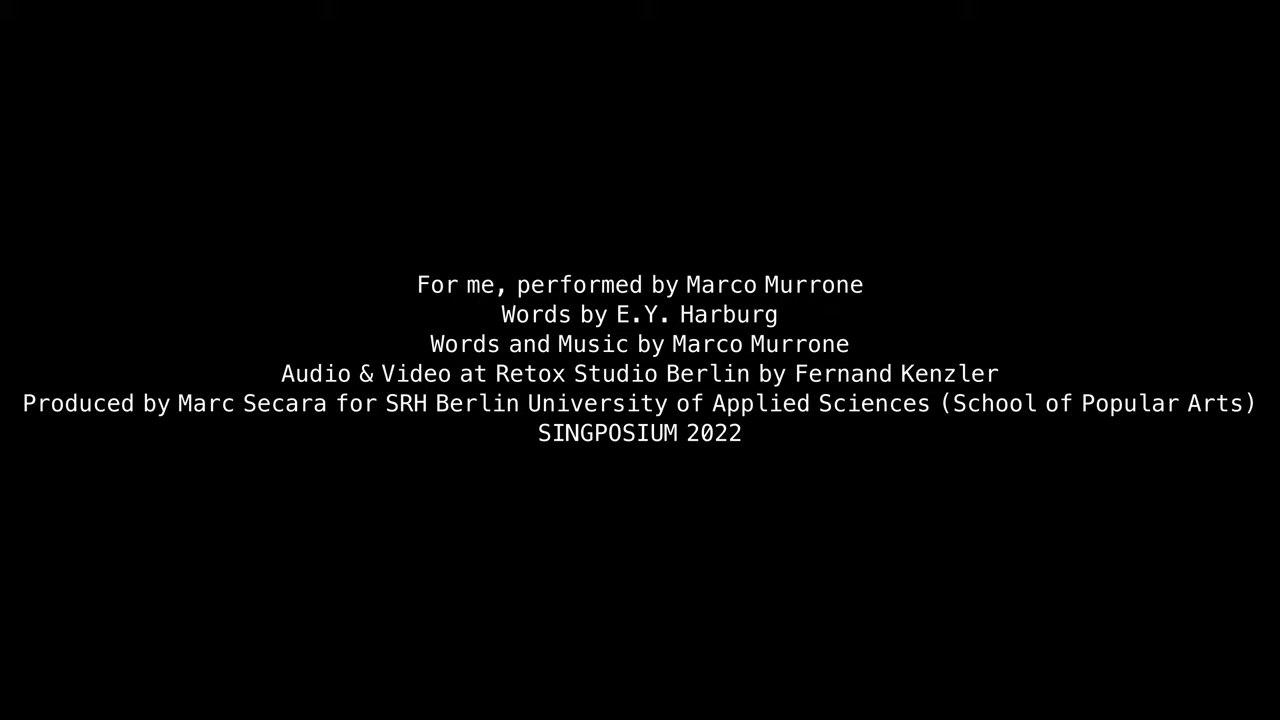 For me, performed by Marco Murrone
Words by E.Y. Harburg
Words and Music by Marco Murrone
Audio & Video at Retox Studio Berlin by Fernand Kenzler
Produced by Marc Secara for SRH Berlin University of Applied Sciences (School of Popular Arts)
SINGPOSIUM 2022